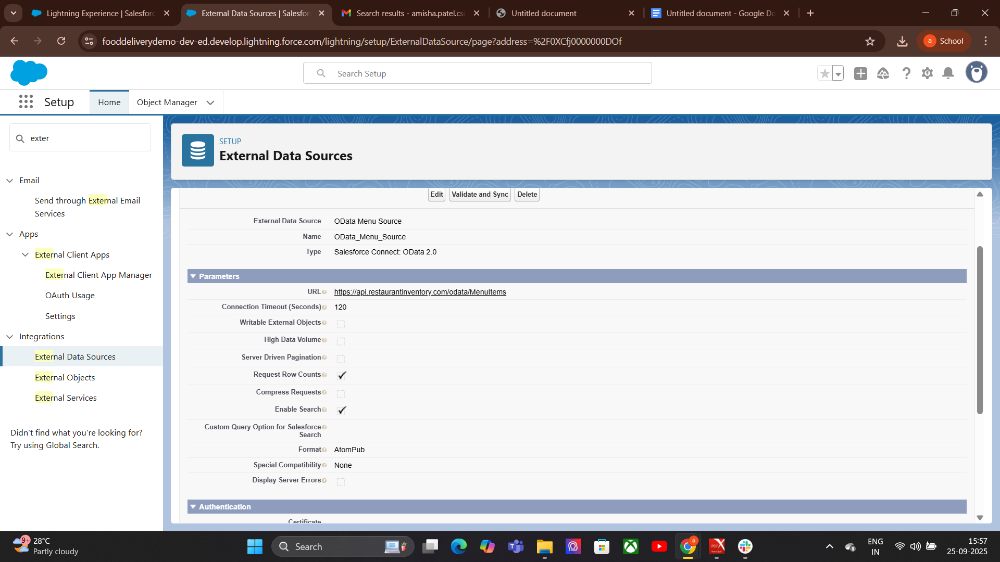 Lightning Experience | Salesforc
External Data Sources | Salesfor
Search results - amisha.patel.cs
Untitled document
Untitled document - Google Do
fooddeliverydemo-dev-ed.develop.lightning.force.com/lightning/setup/ExternalDataSource/page?address=%2F0XCfj0000000DOf
a School
Search Setup
Setup
Home
Object Manager
exter
Email
Send through External Email
Services
Apps
External Client Apps
External Client App Manager
OAuth Usage
Settings
Integrations
External Data Sources
External Objects
External Services
Didn't find what you're looking for?
Try using Global Search.
SETUP
External Data Sources
Edit Validate and Sync Delete
External Data Source OData Menu Source
Name OData_Menu_Source
Type Salesforce Connect: OData 2.0
Parameters
URL https://api.restaurantinventory.com/odata/MenuItems
Connection Timeout (Seconds) 120
Writable External Objects
High Data Volume
Server Driven Pagination
Request Row Counts
Compress Requests
Enable Search
Custom Query Option for Salesforce
Search
Format AtomPub
Special Compatibility None
Display Server Errors
Authentication
Certificate
9+ 28°C
Partly cloudy
Search
ENG
IN
15:57
25-09-2025